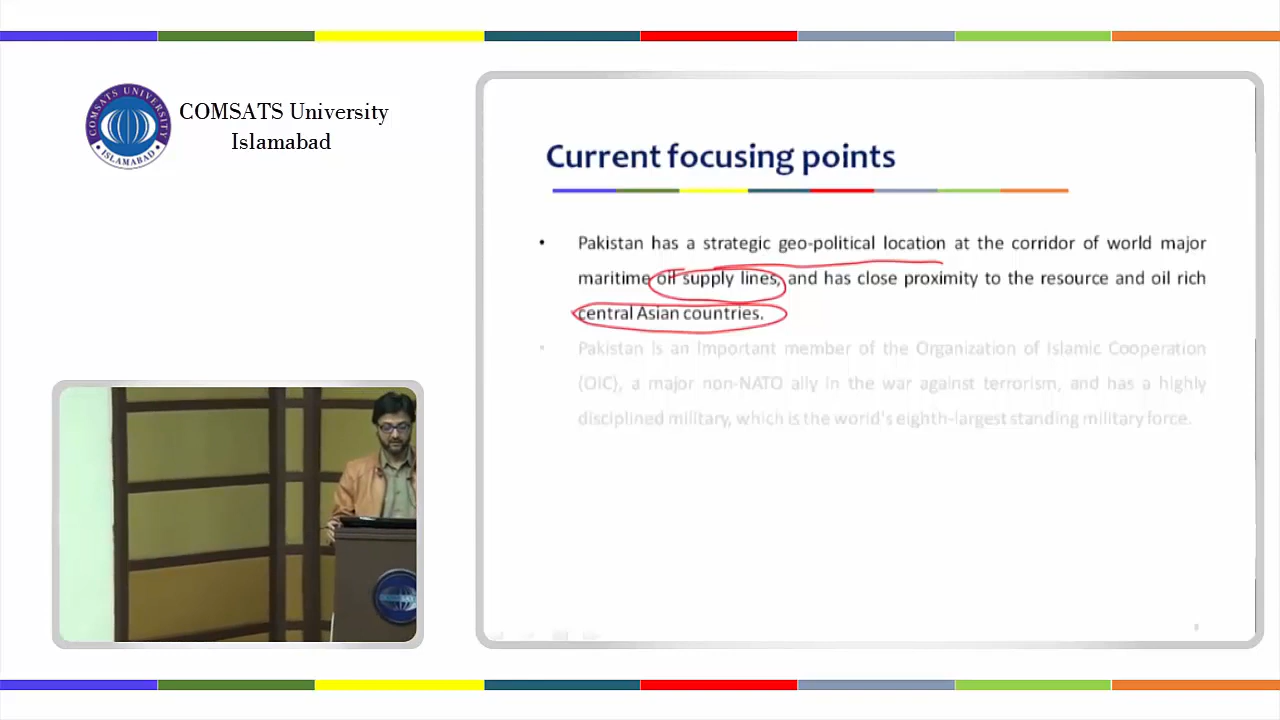 COMSATS UNIVERSITY
ISLAMABAD
COMSATS University
Islamabad
Current focusing points
• Pakistan has a strategic geo-political location at the corridor of world major
maritime oil supply lines, and has close proximity to the resource and oil rich
central Asian countries.
• Pakistan is an Important member of the Organization of Islamic Cooperation
(OIC), a major non-NATO ally in the war against terrorism, and has a highly
disciplined military, which is the world's eighth-largest standing military force.